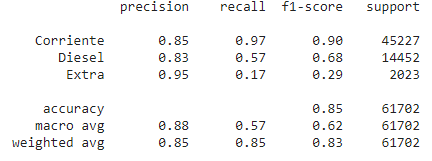 precision recall f1-score support
Corriente 0.85 0.97 0.90 45227
Diesel 0.83 0.57 0.68 14452
Extra 0.95 0.17 0.29 2023
accuracy 0.85 61702
macro avg 0.88 0.57 0.62 61702
weighted avg 0.85 0.85 0.83 61702